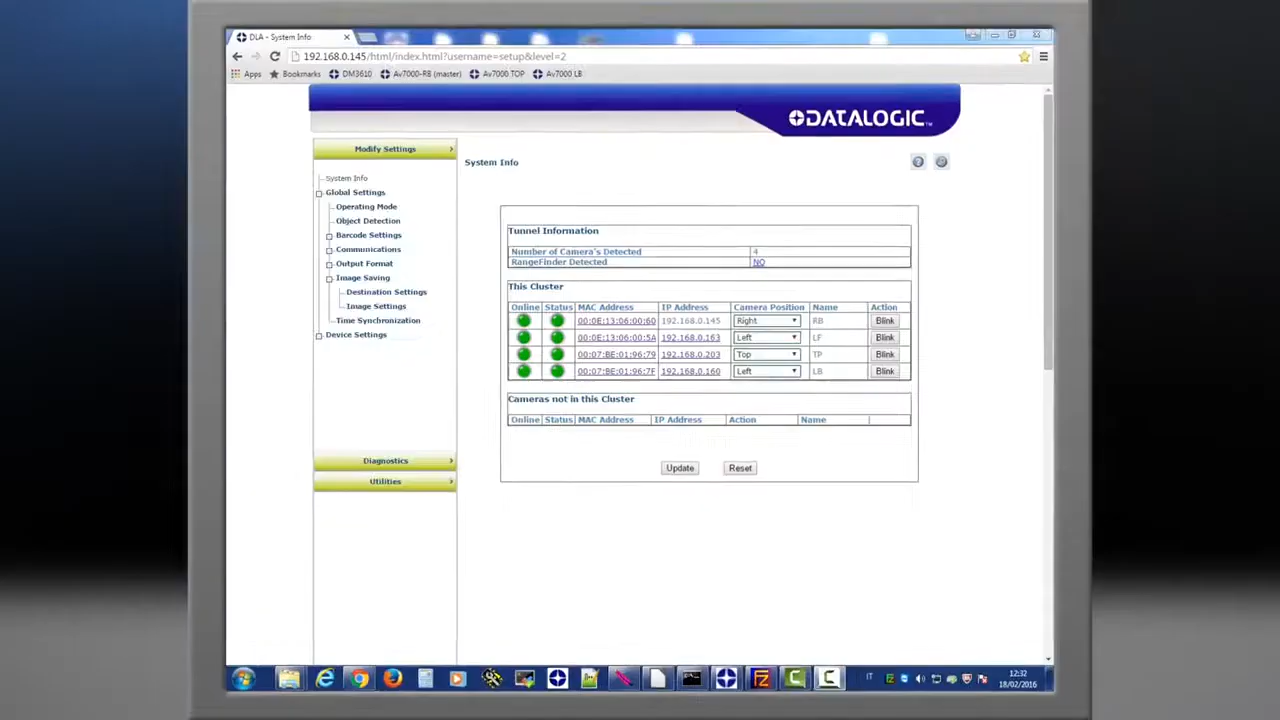 DLA - System Info
192.168.0.145/html/index.html?username=setup&level=2
Apps Bookmarks DM3610 Av7000-RB (master) Av7000 TOP Av7000 LB
DATALOGIC™
Modify Settings
System Info
Global Settings
Operating Mode
Object Detection
Barcode Settings
Communications
Output Format
Image Saving
Destination Settings
Image Settings
Time Synchronization
Device Settings
Diagnostics
Utilities
System Info
Tunnel Information
Number of Camera's Detected 4
RangeFinder Detected NO
This Cluster
Online Status MAC Address IP Address Camera Position Name Action
00:0E:13:06:00:60 192.168.0.145 Right RB Blink
00:0E:13:06:00:5A 192.168.0.163 Left LF Blink
00:07:BE:01:96:79 192.168.0.203 Top TP Blink
00:07:BE:01:96:7F 192.168.0.160 Left LB Blink
Cameras not in this Cluster
Online Status MAC Address IP Address Action Name
Update Reset
IT
12:32
18/02/2016